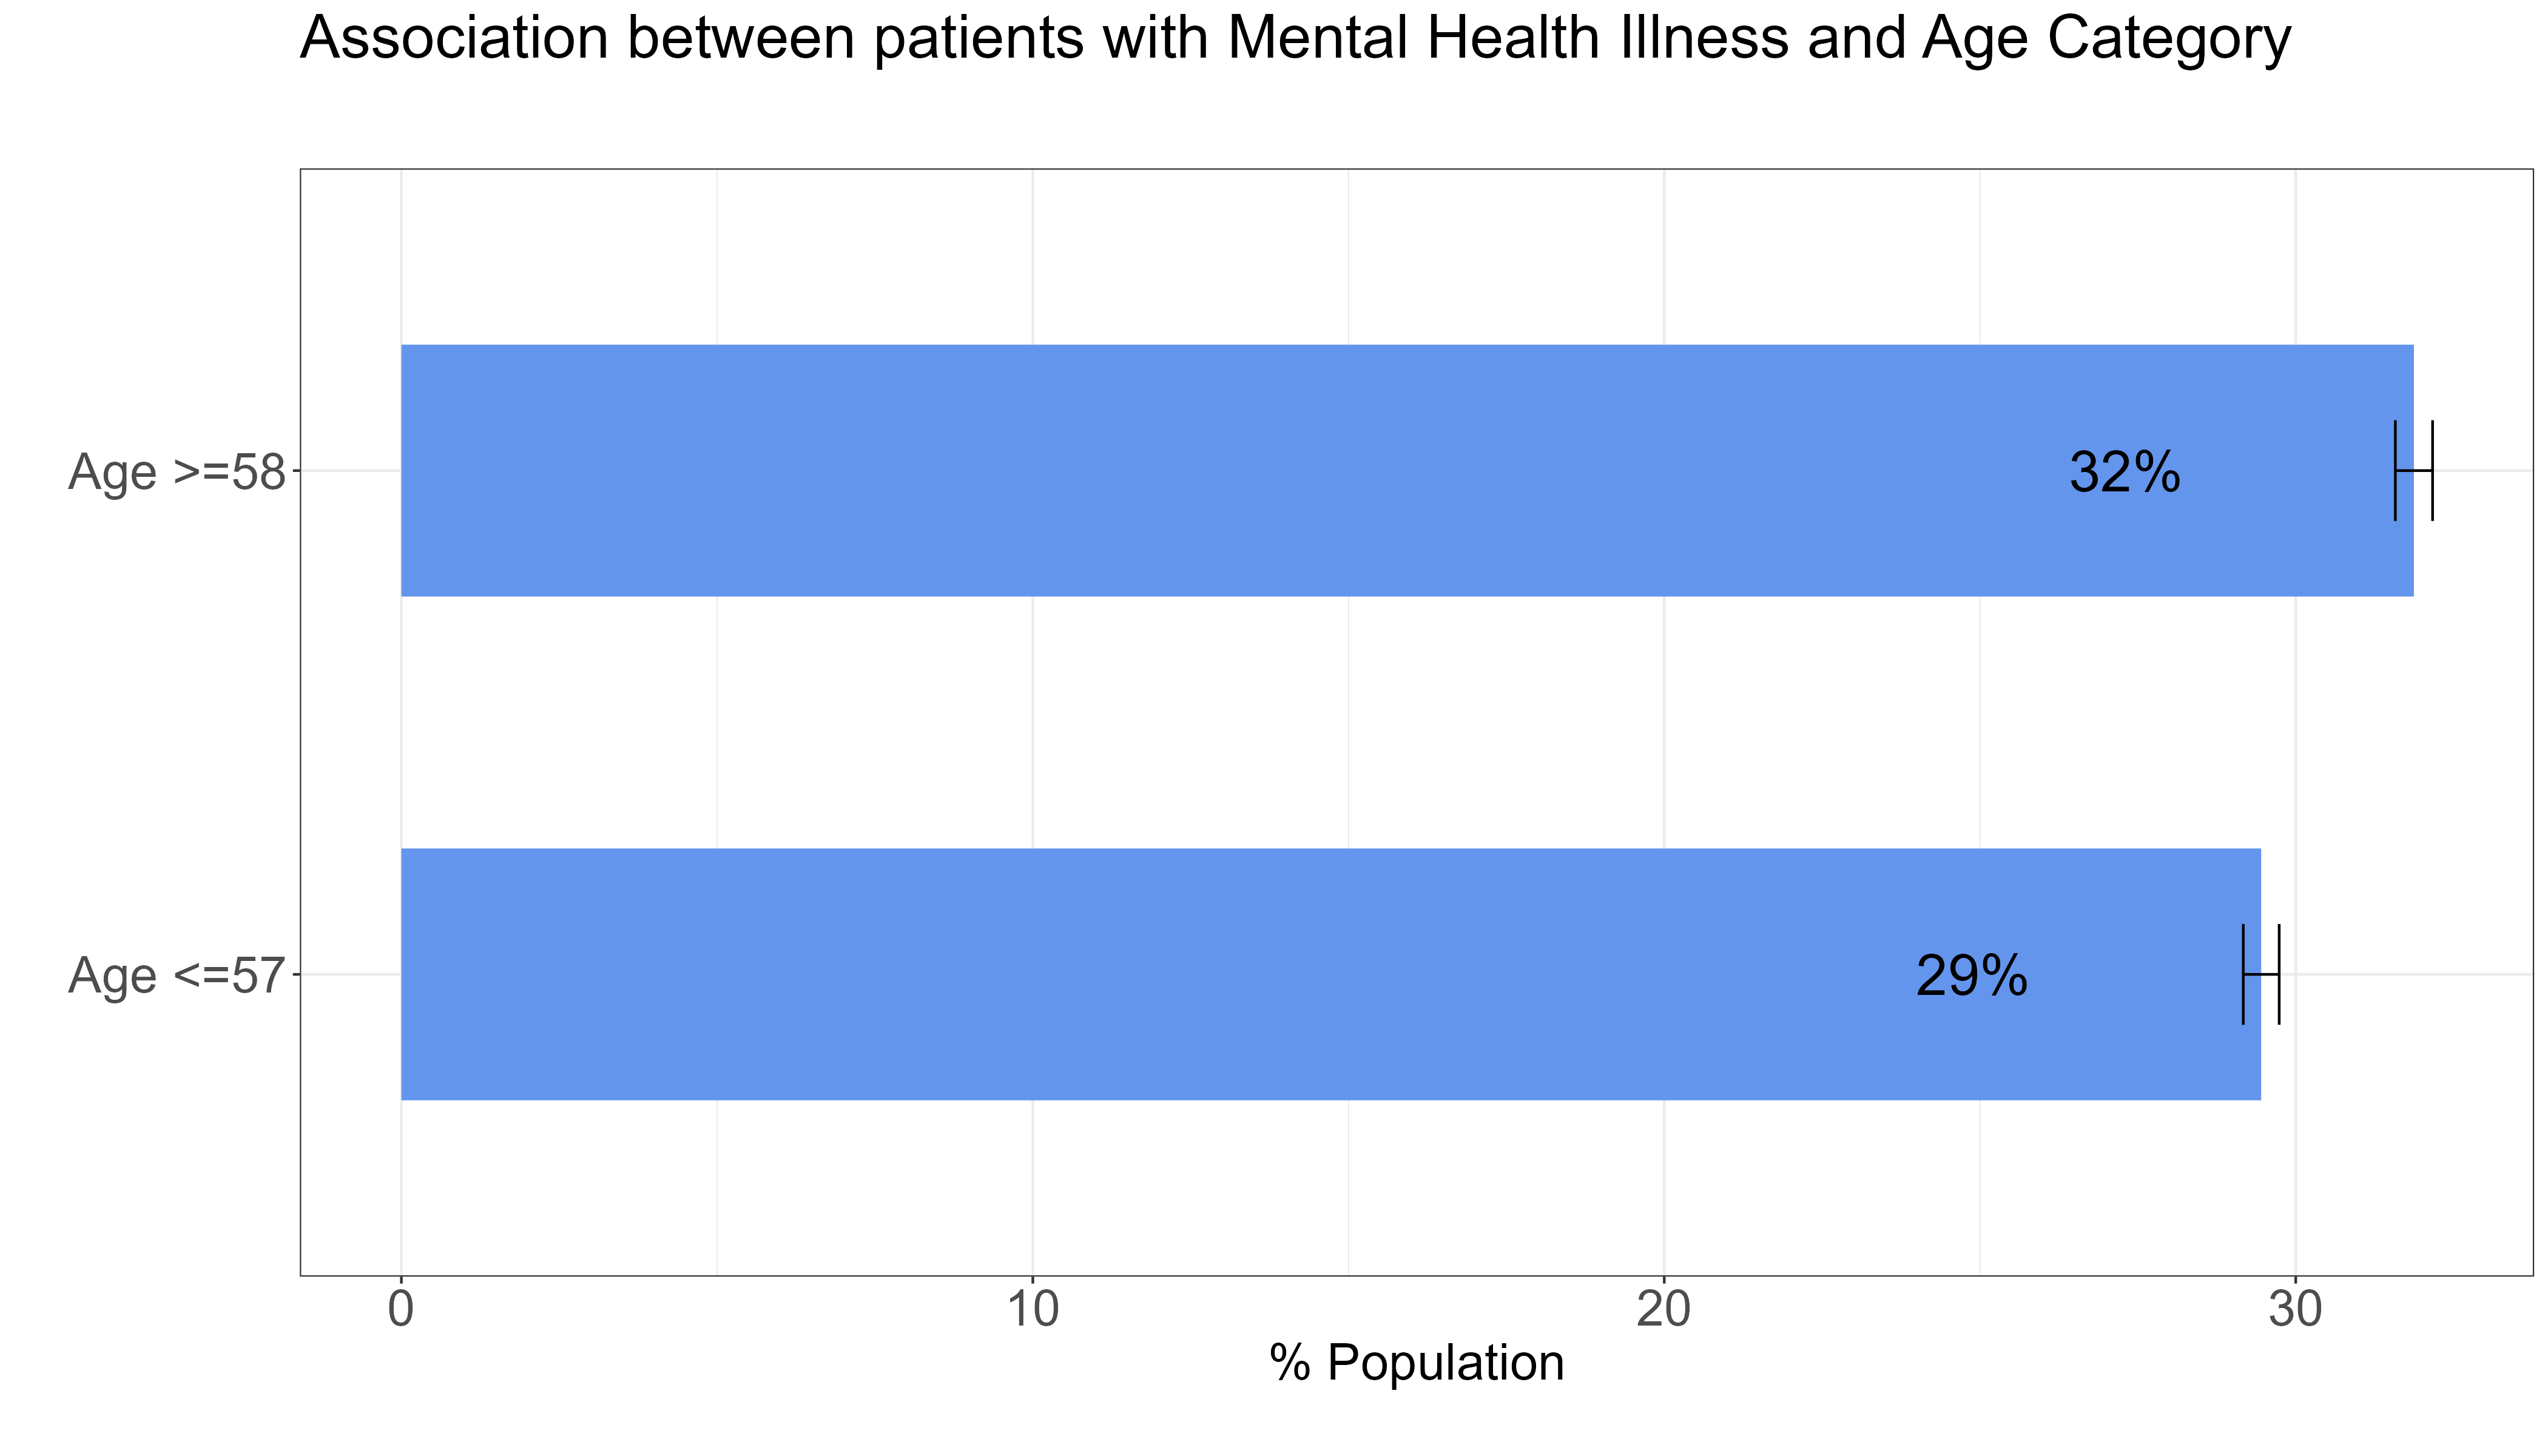 Association between patients with Mental Health Illness and Age Category
Age >=58
32%
Age <=57
29%
0 10 20 30
% Population